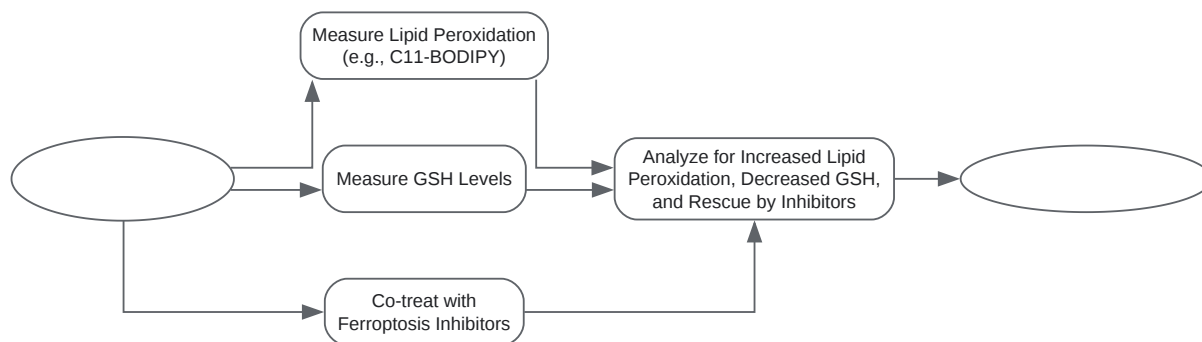 Measure Lipid Peroxidation
(e.g., C11-BODIPY)
Measure GSH Levels
Analyze for Increased Lipid
Peroxidation, Decreased GSH,
and Rescue by Inhibitors
Co-treat with
Ferroptosis Inhibitors